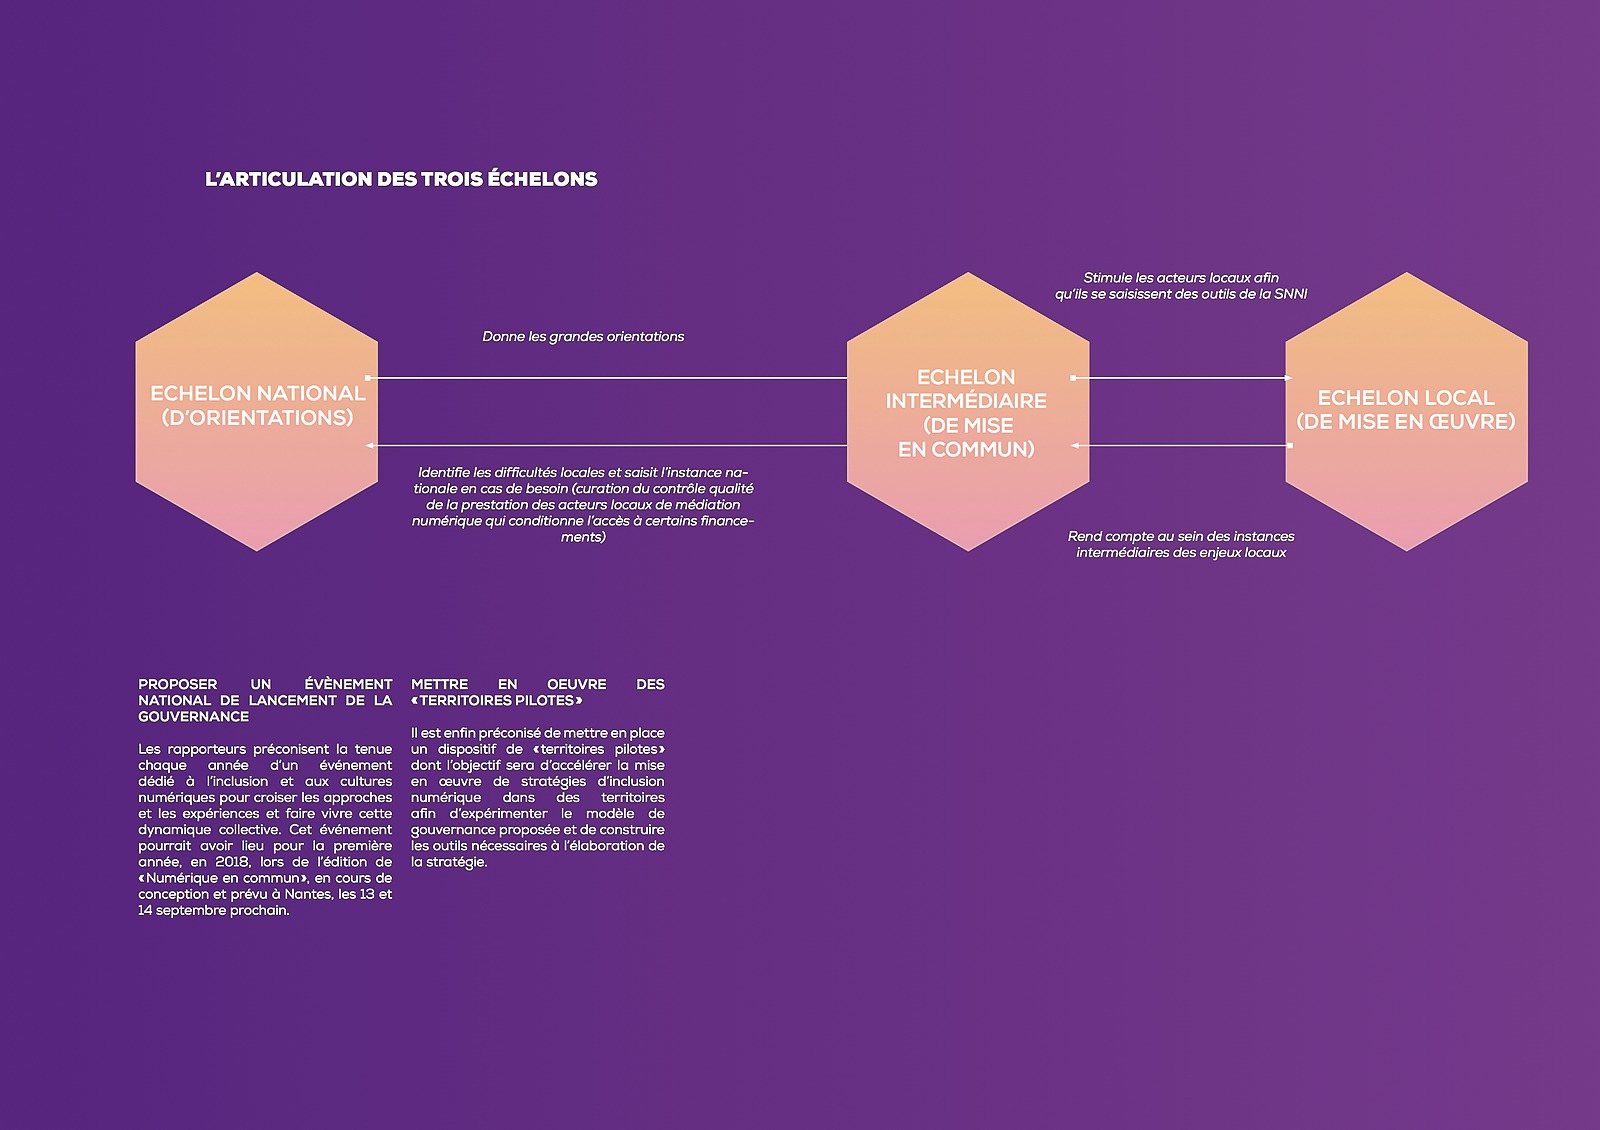 L'ARTICULATION DES TROIS ÉCHELONS
ECHELON NATIONAL
(D'ORIENTATIONS)
Donne les grandes orientations
Identifie les difficultés locales et saisit l'instance na-
tionale en cas de besoin (curation du contrôle qualité
de la prestation des acteurs locaux de médiation
numérique qui conditionne l'accès à certains finance-
ments)
ECHELON
INTERMÉDIAIRE
(DE MISE
EN COMMUN)
Stimule les acteurs locaux afin
qu'ils se saisissent des outils de la SNNI
Rend compte au sein des instances
intermédiaires des enjeux locaux
ECHELON LOCAL
(DE MISE EN ŒUVRE)
PROPOSER UN ÉVÈNEMENT
NATIONAL DE LANCEMENT DE LA
GOUVERNANCE
Les rapporteurs préconisent la tenue
chaque année d'un événement
dédié à l'inclusion et aux cultures
numériques pour croiser les approches
et les expériences et faire vivre cette
dynamique collective. Cet événement
pourrait avoir lieu pour la première
année, en 2018, lors de l'édition de
«Numérique en commun», en cours de
conception et prévu à Nantes, les 13 et
14 septembre prochain.
METTRE EN OEUVRE DES
«TERRITOIRES PILOTES»
Il est enfin préconisé de mettre en place
un dispositif de «territoires pilotes»
dont l'objectif sera d'accélérer la mise
en œuvre de stratégies d'inclusion
numérique dans des territoires
afin d'expérimenter le modèle de
gouvernance proposée et de construire
les outils nécessaires à l'élaboration de
la stratégie.